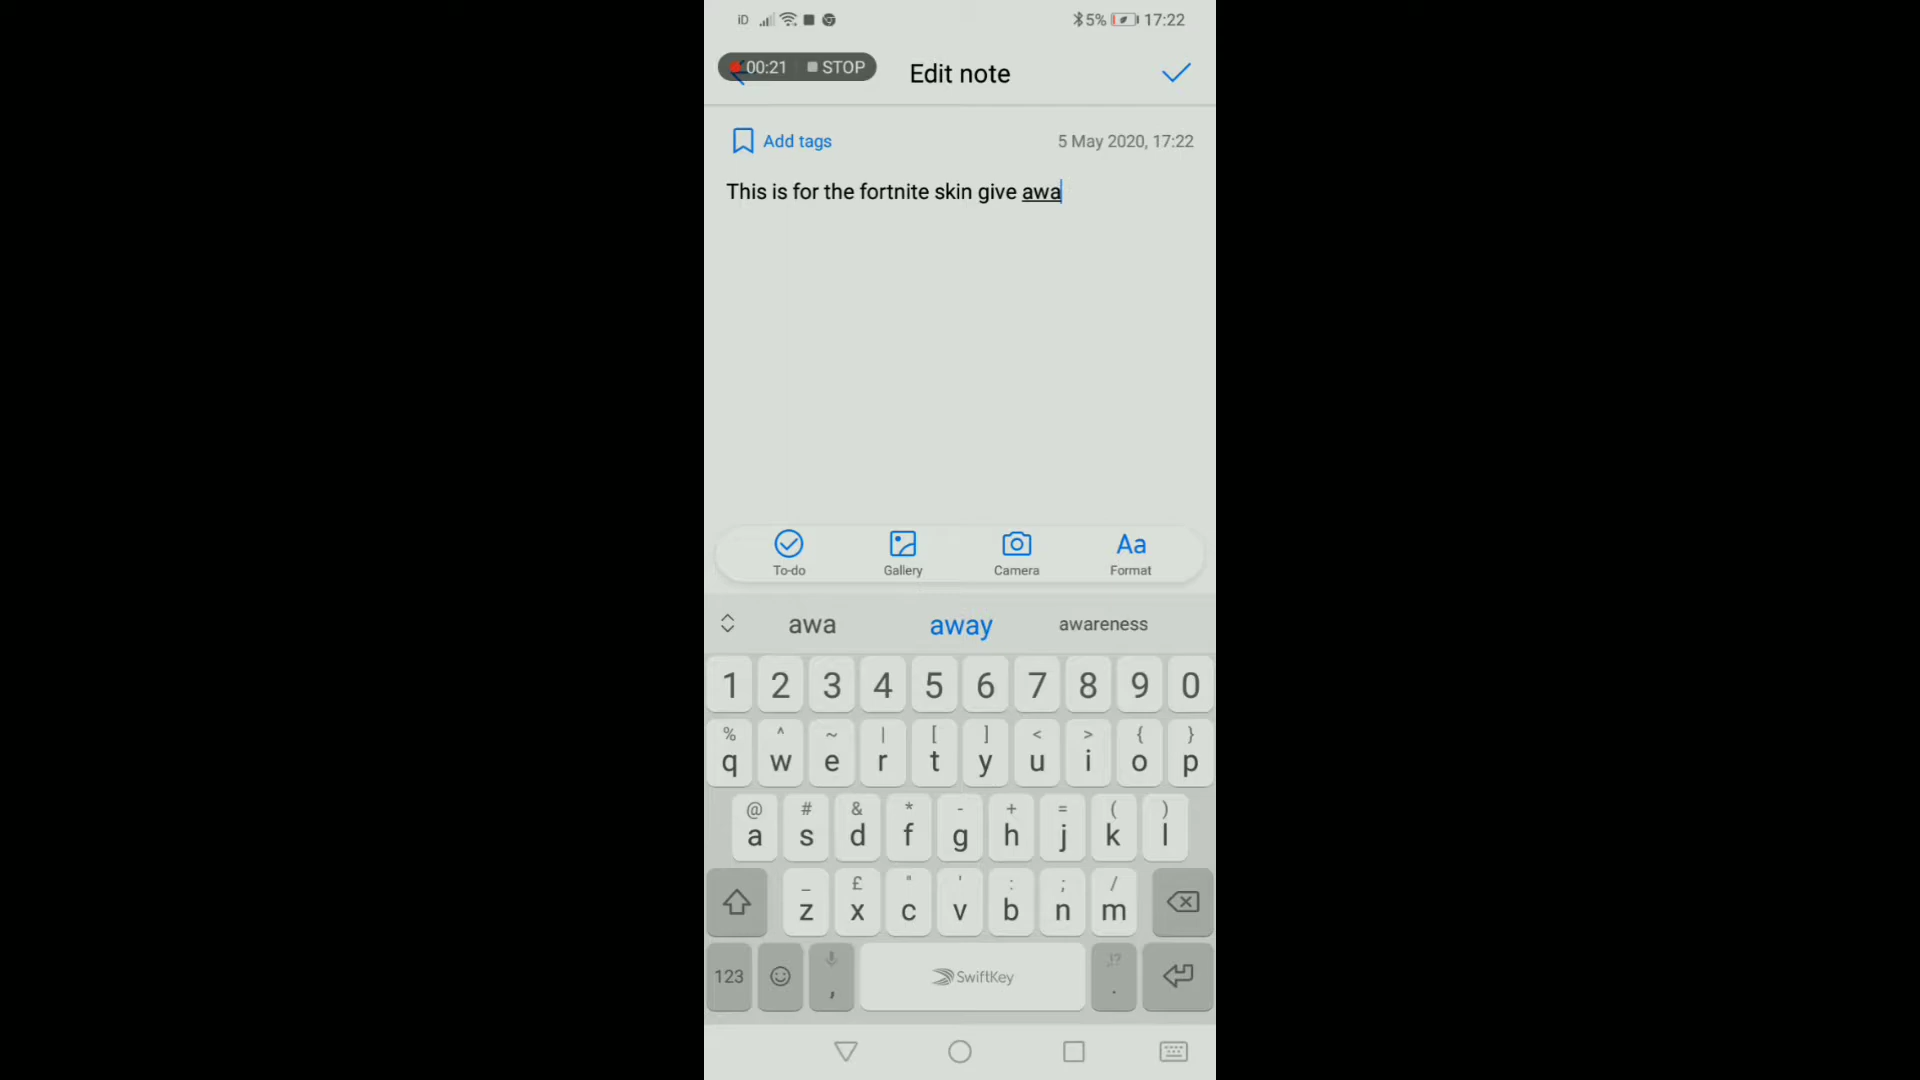 iD 5% 17:22
00:21 STOP Edit note
Add tags 5 May 2020, 17:22
This is for the fortnite skin give awa
To-do Gallery Camera Format
Aa
awa away awareness
1 2 3 4 5 6 7 8 9 0
% ^ ~ | [ ] < > { }
q w e r t y u i o p
@ # & * - + = ( )
a s d f g h j k l
_ £ " ' : ; /
z x c v b n m
123 , SwiftKey !? .